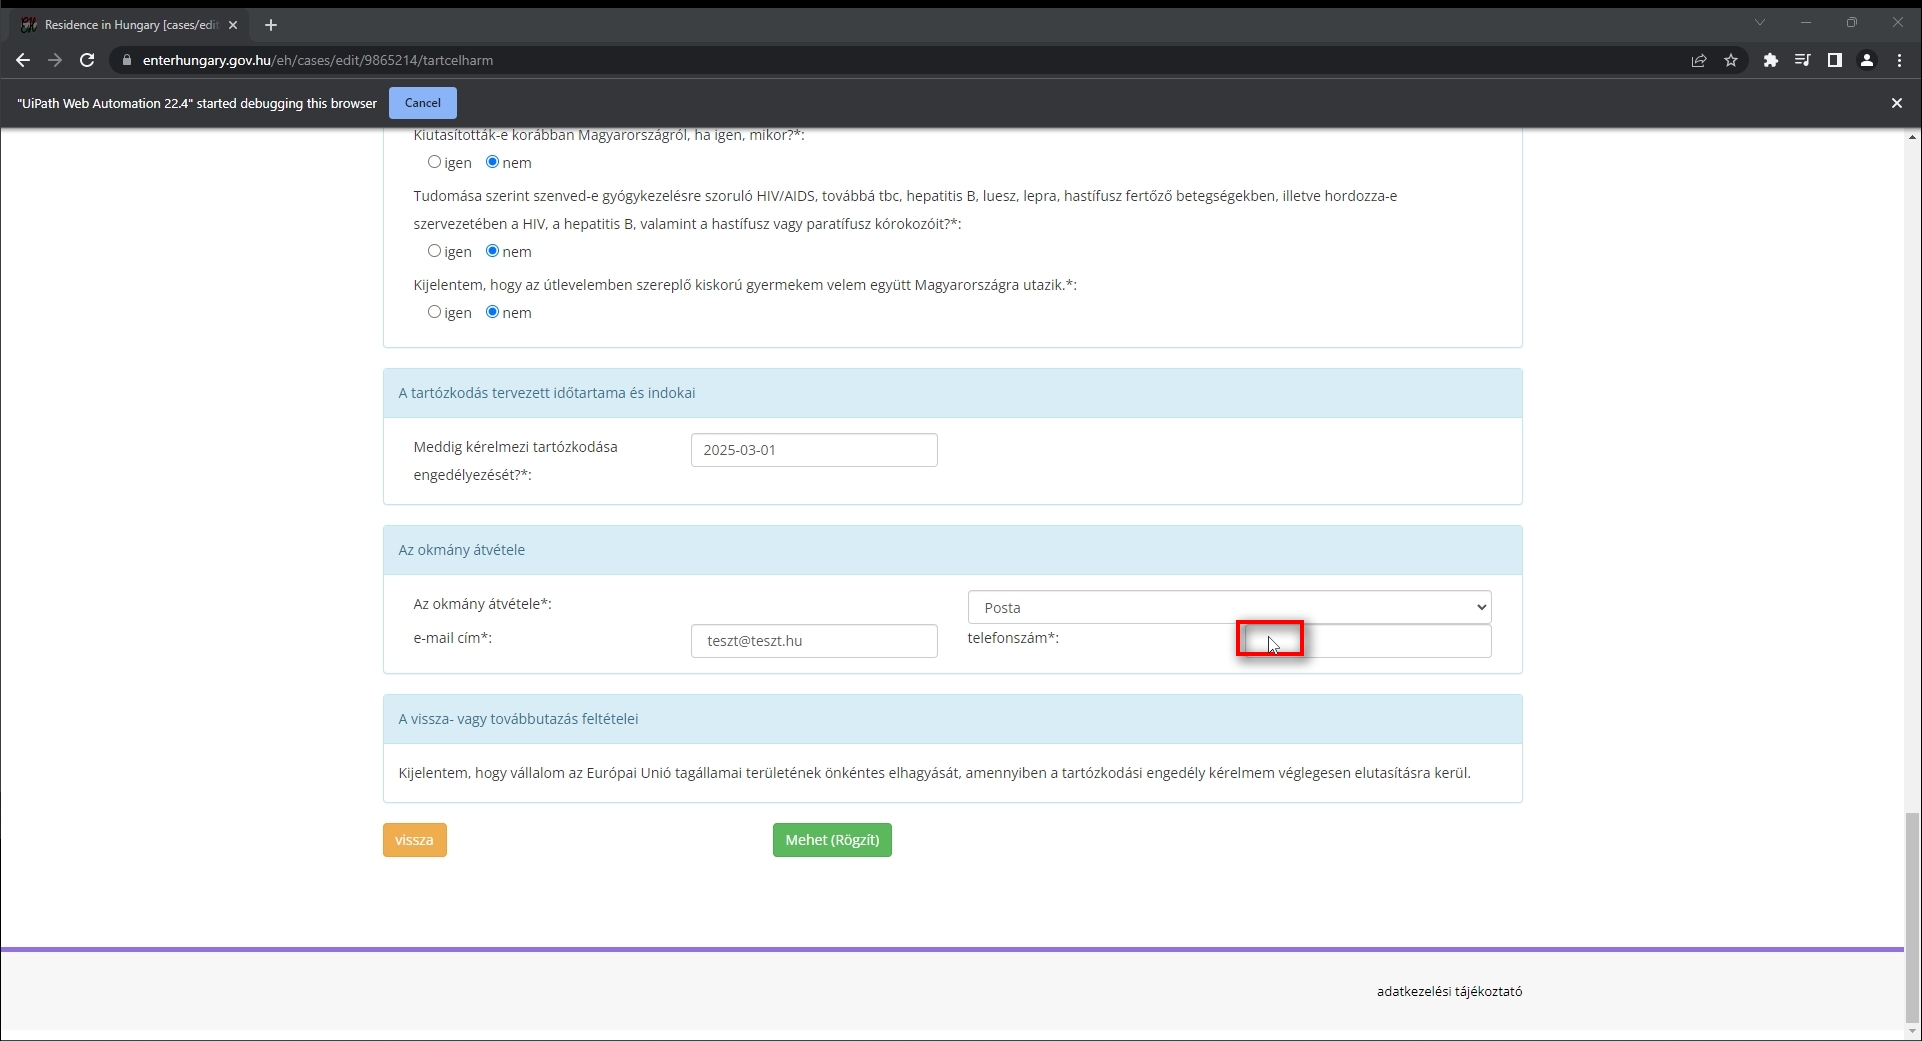 Residence in Hungary [cases/edit
enterhungary.gov.hu/eh/cases/edit/9865214/tartcelharm
"UiPath Web Automation 22.4" started debugging this browser
Cancel
Kiutasították-e korábban Magyarországról, ha igen, mikor?*:
igen nem
Tudomása szerint szenved-e gyógykezelésre szoruló HIV/AIDS, továbbá tbc, hepatitis B, luesz, lepra, hastífusz fertőző betegségekben, illetve hordozza-e
szervezetében a HIV, a hepatitis B, valamint a hastífusz vagy paratífusz kórokozóit?*:
igen nem
Kijelentem, hogy az útlevelemben szereplő kiskorú gyermekem velem együtt Magyarországra utazik.*:
igen nem
A tartózkodás tervezett időtartama és indokai
Meddig kérelmezi tartózkodása
engedélyezését?*:
2025-03-01
Az okmány átvétele
Az okmány átvétele*:
Posta
e-mail cím*:
teszt@teszt.hu
telefonszám*:
A vissza- vagy továbbutazás feltételei
Kijelentem, hogy vállalom az Európai Unió tagállamai területének önkéntes elhagyását, amennyiben a tartózkodási engedély kérelmem véglegesen elutasításra kerül.
vissza
Mehet (Rögzít)
adatkezelési tájékoztató